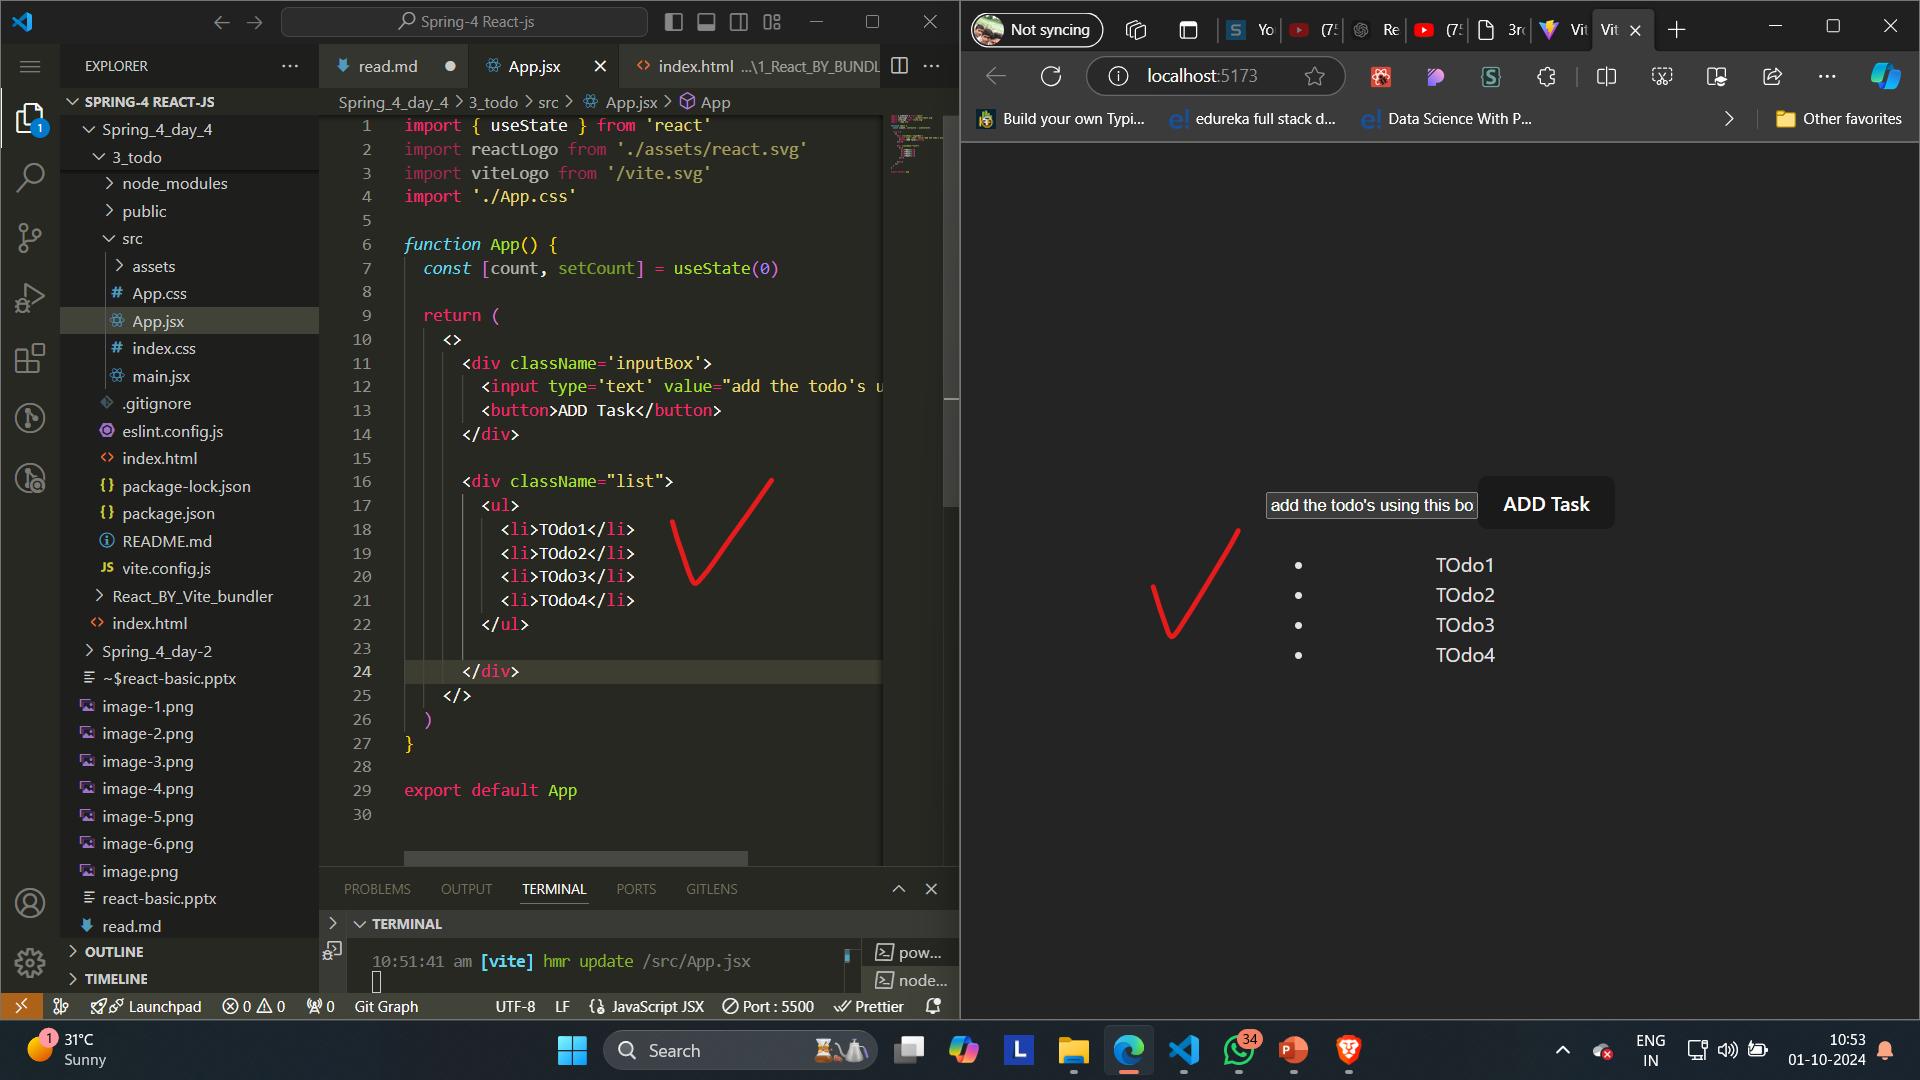 Spring-4 React-js
EXPLORER
SPRING-4 REACT-JS
Spring_4_day_4
3_todo
node_modules
public
src
assets
# App.css
App.jsx
# index.css
main.jsx
.gitignore
eslint.config.js
<> index.html
{} package-lock.json
{} package.json
README.md
JS vite.config.js
React_BY_Vite_bundler
<> index.html
Spring_4_day-2
~$react-basic.pptx
image-1.png
image-2.png
image-3.png
image-4.png
image-5.png
image-6.png
image.png
react-basic.pptx
read.md
OUTLINE
TIMELINE
1
read.md
App.jsx
<> index.html ...\1_React_BY_BUNDL
Spring_4_day_4 > 3_todo > src > App.jsx > App
1 import { useState } from 'react'
2 import reactLogo from './assets/react.svg'
3 import viteLogo from '/vite.svg'
4 import './App.css'
5
6 function App() {
7 const [count, setCount] = useState(0)
8
9 return (
10 <>
11 <div className='inputBox'>
12 <input type='text' value="add the todo's u
13 <button>ADD Task</button>
14 </div>
15
16 <div className="list">
17 <ul>
18 <li>TOdo1</li>
19 <li>TOdo2</li>
20 <li>TOdo3</li>
21 <li>TOdo4</li>
22 </ul>
23
24 </div>
25 </>
26 )
27 }
28
29 export default App
30
PROBLEMS OUTPUT TERMINAL PORTS GITLENS
TERMINAL
10:51:41 am [vite] hmr update /src/App.jsx
pow...
node...
Launchpad 0 0 0 Git Graph UTF-8 LF {} JavaScript JSX Port : 5500 Prettier
Not syncing
Yo
(7
Re
(7
3r
Vit
Vit
localhost:5173
Build your own Typi...
e! edureka full stack d...
e! Data Science With P...
Other favorites
add the todo's using this bo
ADD Task
TOdo1
TOdo2
TOdo3
TOdo4
1
31°C
Sunny
Search
L
34
P
ENG
IN
10:53
01-10-2024